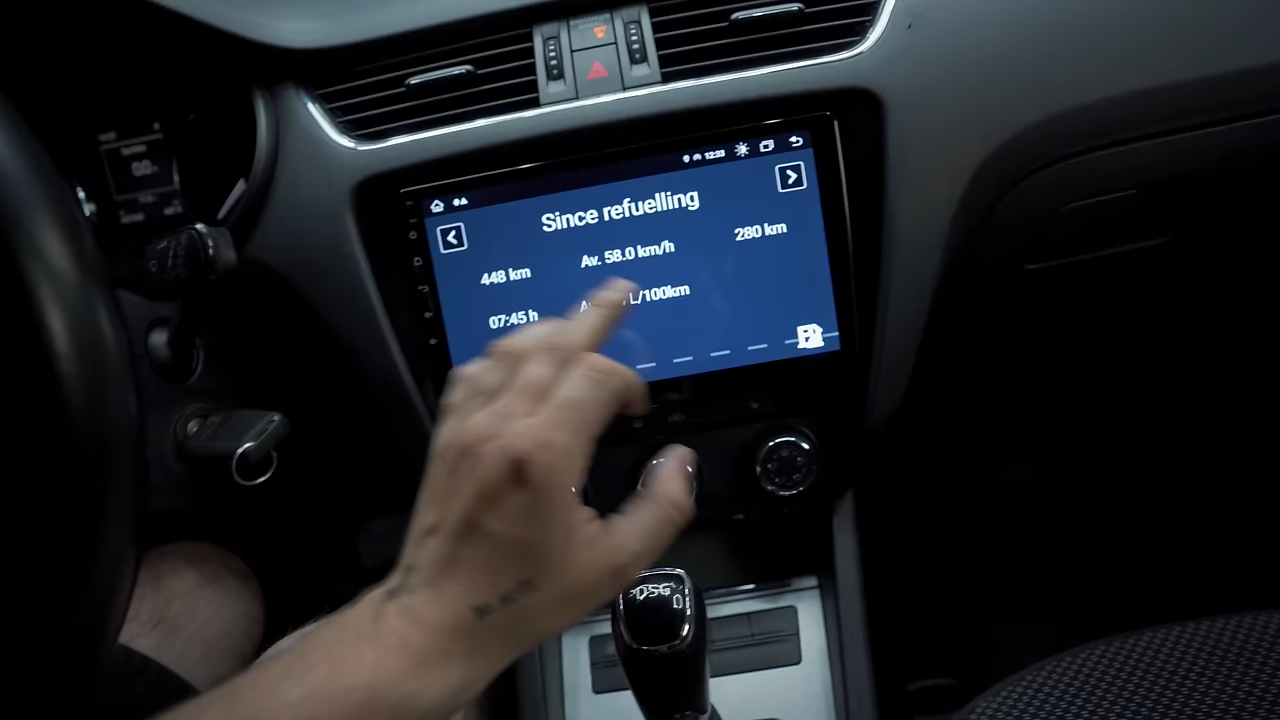 12:33
Since refuelling
448 km
Av. 58.0 km/h
280 km
07:45 h
L/100km
DSG